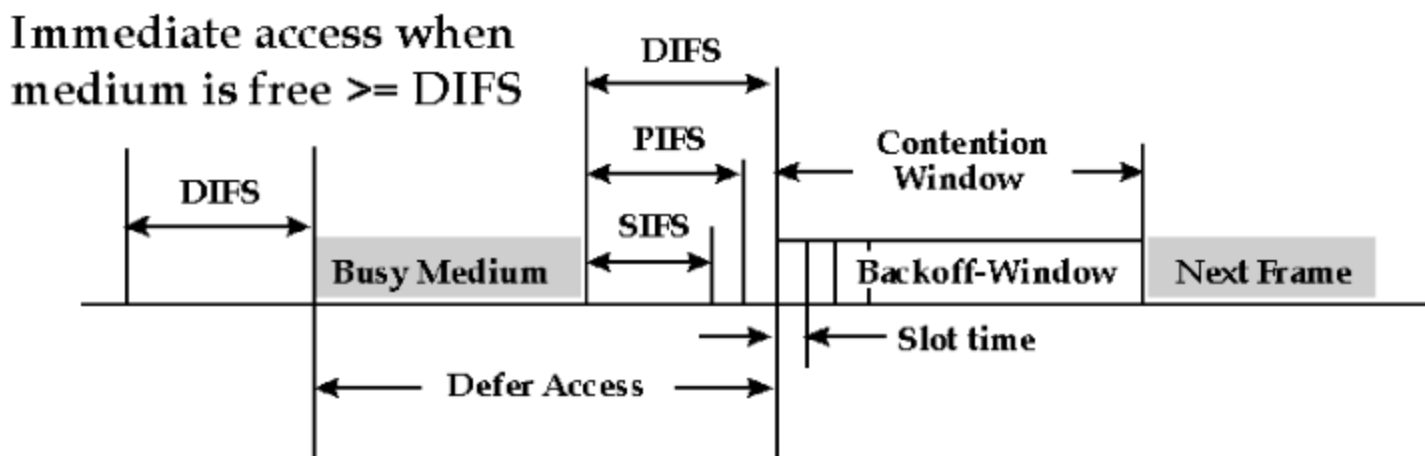 Immediate access when
medium is free >= DIFS
DIFS
DIFS
PIFS
SIFS
Contention
Window
Busy Medium
Backoff-Window
Next Frame
Slot time
Defer Access